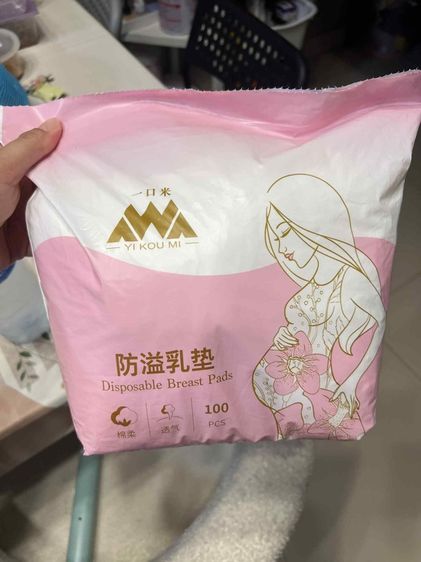 一口米
YI KOU MI
防溢乳垫
Disposable Breast Pads
棉柔
透气
100
PCS